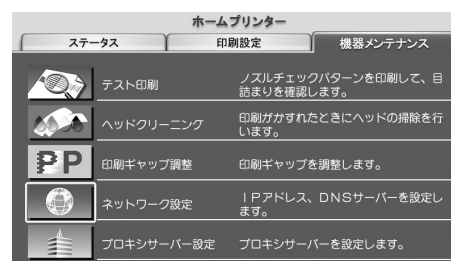 ホームプリンター
ステータス
印刷設定
機器メンテナンス
テスト印刷
ノズルチェックパターンを印刷して、目
詰まりを確認します。
ヘッドクリーニング
印刷がかすれたときにヘッドの掃除を行
います。
PP
印刷ギャップ調整
印刷ギャップを調整します。
ネットワーク設定
ＩＰアドレス、ＤＮＳサーバーを設定し
ます。
プロキシサーバー設定
プロキシサーバーを設定します。